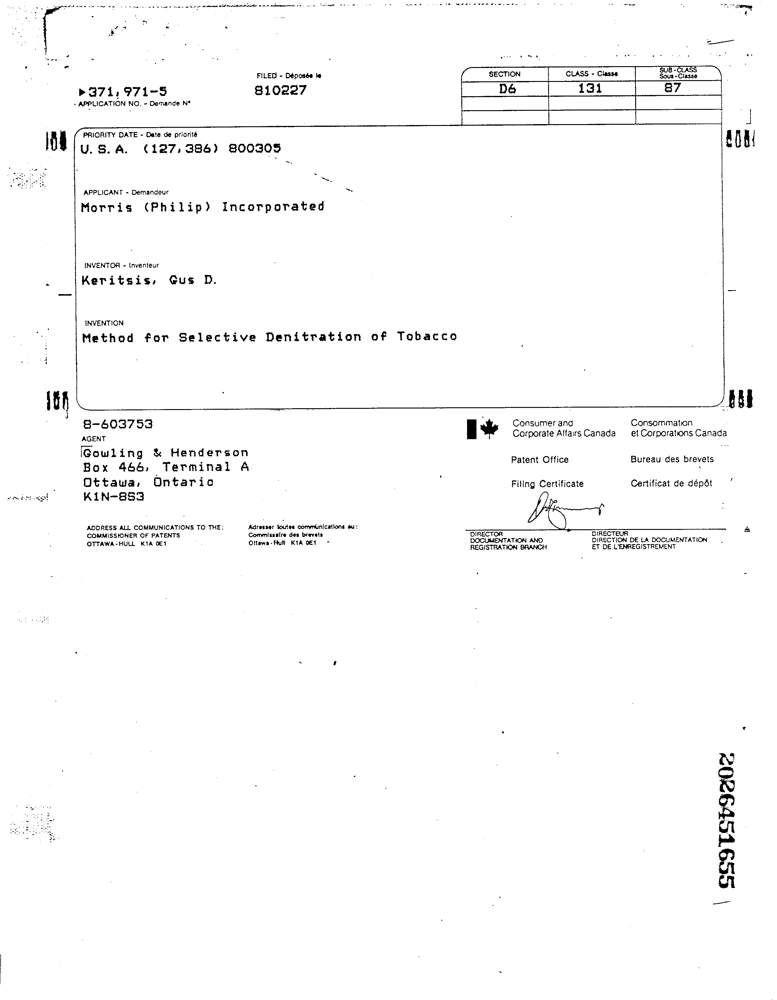 FILED - Déposée le
▶371,971-5
810227
APPLICATION NO. - Demande N°
SECTION
CLASS - Classe
SUB-CLASS
Sous-Classe
D6
131
87
PRIORITY DATE - Date de priorité
U.S.A. (127,386) 800305
APPLICANT - Demandeur
Morris (Philip) Incorporated
INVENTOR - Inventeur
Keritsis, Gus D.
INVENTION
Method for Selective Denitration of Tobacco
8-603753
AGENT
Gowling & Henderson
Box 466, Terminal A
Ottawa, Ontario
K1N-8S3
ADDRESS ALL COMMUNICATIONS TO THE:
COMMISSIONER OF PATENTS
OTTAWA-HULL K1A 0E1
Adresser toutes communications au:
Commissaire des brevets
Ottawa-Hull K1A 0E1
Consumer and
Corporate Affairs Canada
Consommation
et Corporations Canada
Patent Office
Bureau des brevets
Filing Certificate
Certificat de dépôt
DIRECTOR
DOCUMENTATION AND
REGISTRATION BRANCH
DIRECTEUR
DIRECTION DE LA DOCUMENTATION
ET DE L'ENREGISTREMENT
2026451655